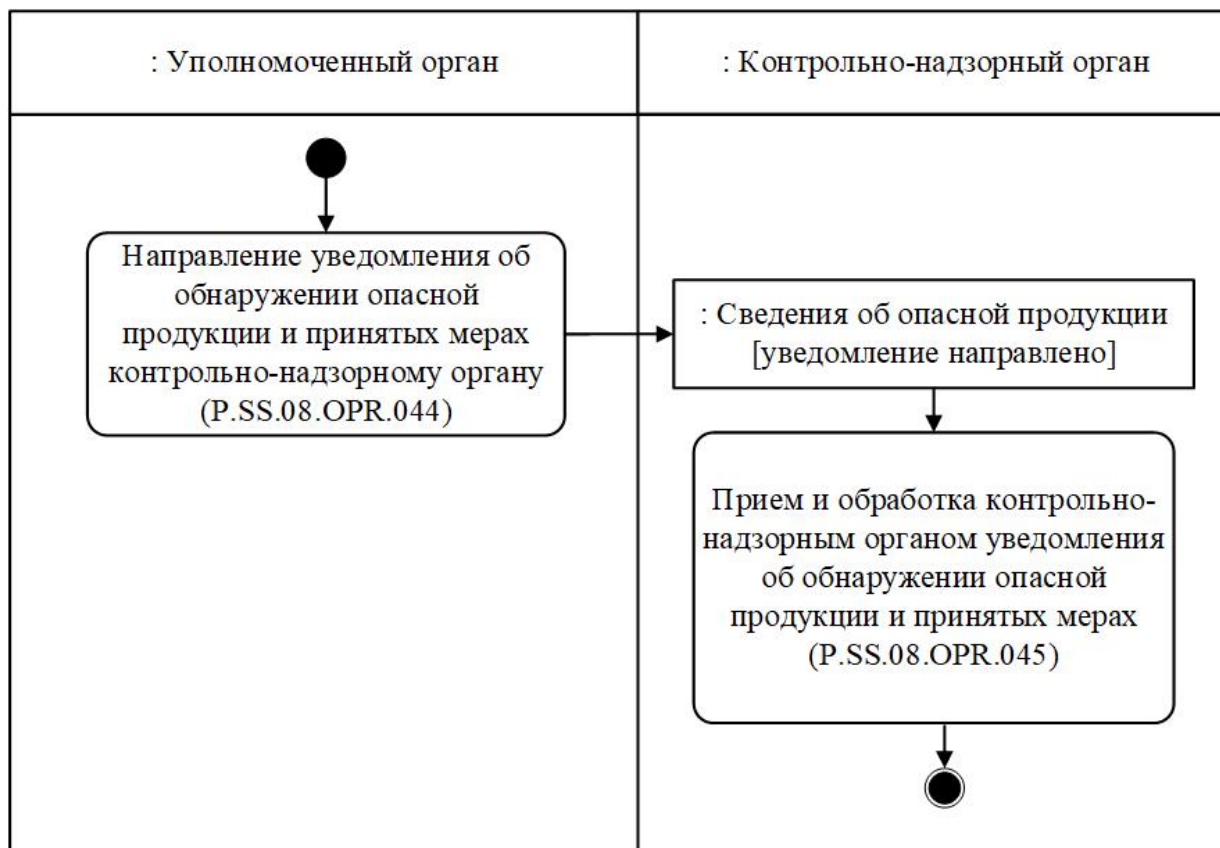 : Уполномоченный орган
: Контрольно-надзорный орган
Направление уведомления об
обнаружении опасной
продукции и принятых мерах
контрольно-надзорному органу
(P.SS.08.OPR.044)
: Сведения об опасной продукции
[уведомление направлено]
Прием и обработка контрольно-
надзорным органом уведомления
об обнаружении опасной
продукции и принятых мерах
(P.SS.08.OPR.045)